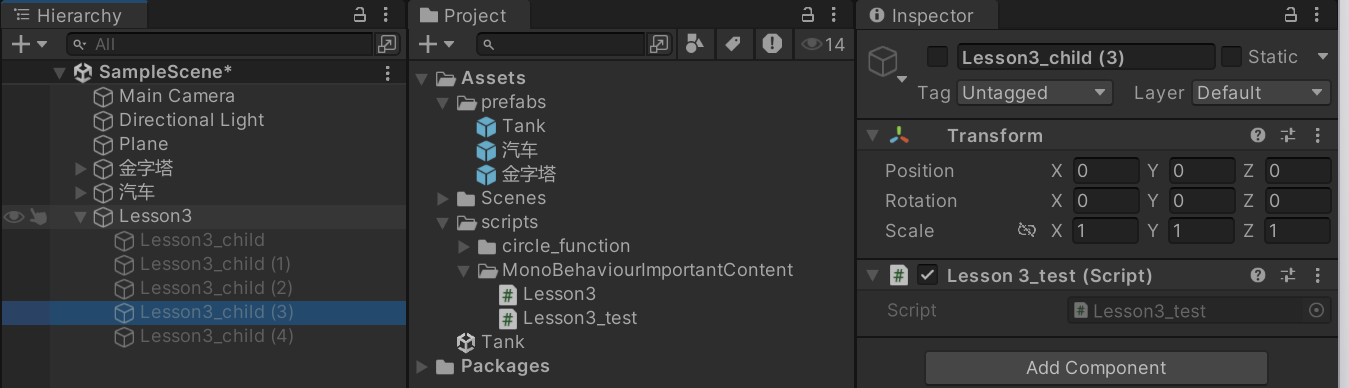 Hierarchy
All
SampleScene*
Main Camera
Directional Light
Plane
金字塔
汽车
Lesson3
Lesson3_child
Lesson3_child (1)
Lesson3_child (2)
Lesson3_child (3)
Lesson3_child (4)
Project
14
Assets
prefabs
Tank
汽车
金字塔
Scenes
scripts
circle_function
MonoBehaviourImportantContent
Lesson3
Lesson3_test
Tank
Packages
Inspector
Lesson3_child (3) Static
Tag Untagged Layer Default
Transform
Position X 0 Y 0 Z 0
Rotation X 0 Y 0 Z 0
Scale X 1 Y 1 Z 1
# Lesson 3_test (Script)
Script # Lesson3_test
Add Component